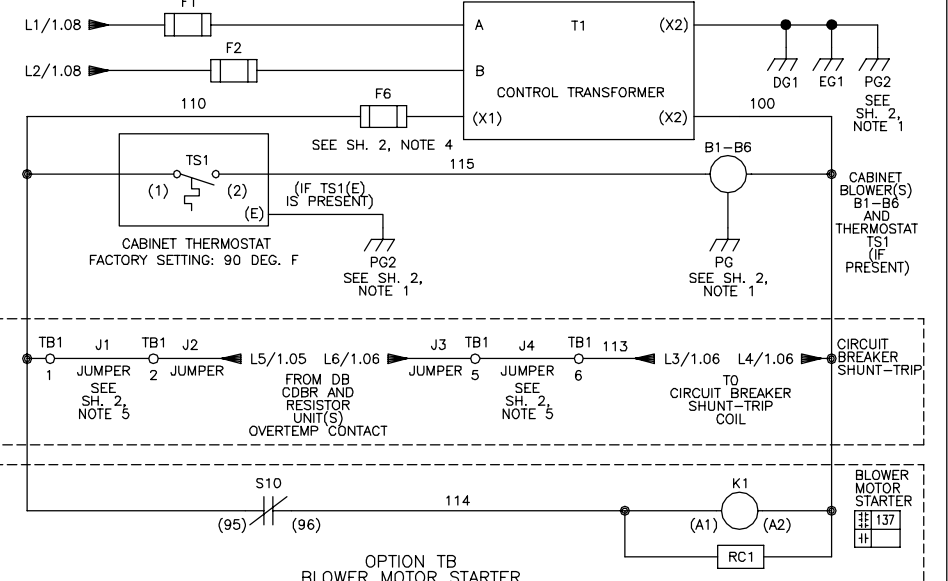 F1
L1/1.08
A
T1
(X2)
F2
L2/1.08
B
DG1
EG1
PG2
SEE
SH. 2,
NOTE 1
CONTROL TRANSFORMER
110
F6
(X1)
(X2)
100
SEE SH. 2, NOTE 4
TS1
(1)
(2)
(E)
115
(IF TS1(E)
IS PRESENT)
B1-B6
CABINET
BLOWER(S)
B1-B6
AND
THERMOSTAT
TS1
(IF
PRESENT)
CABINET THERMOSTAT
FACTORY SETTING: 90 DEG. F
PG2
SEE SH. 2,
NOTE 1
PG
SEE SH. 2,
NOTE 1
TB1
1
J1
JUMPER
SEE
SH. 2,
NOTE 5
TB1
2
J2
JUMPER
L5/1.05
L6/1.06
FROM DB
CDBR AND
RESISTOR
UNIT(S)
OVERTEMP CONTACT
J3
JUMPER
TB1
5
J4
JUMPER
SEE
SH. 2,
NOTE 5
TB1
6
113
L3/1.06
L4/1.06
TO
CIRCUIT BREAKER
SHUNT-TRIP
COIL
CIRCUIT
BREAKER
SHUNT-TRIP
S10
(95)
(96)
114
K1
(A1)
(A2)
RC1
BLOWER
MOTOR
STARTER
137
OPTION TB
BLOWER MOTOR STARTER